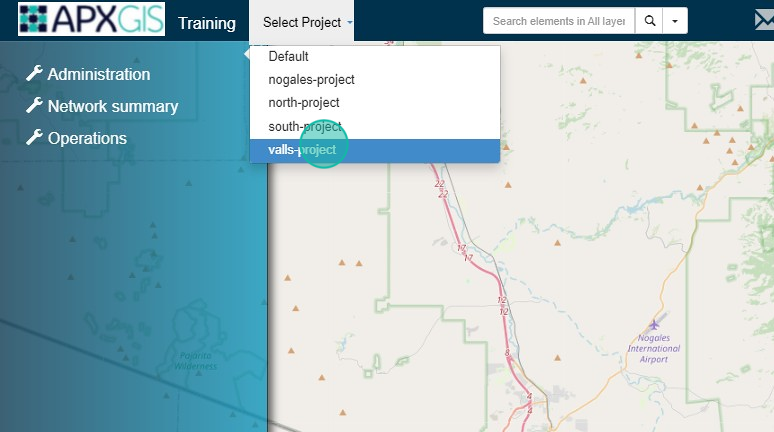 APXGIS
Training
Select Project
Search elements in All layer
Default
nogales-project
north-project
south-project
valls-project
Administration
Network summary
Operations
22
22
17
17
12
12
8
Nogales
International
Airport
Pajarita
Wilderness